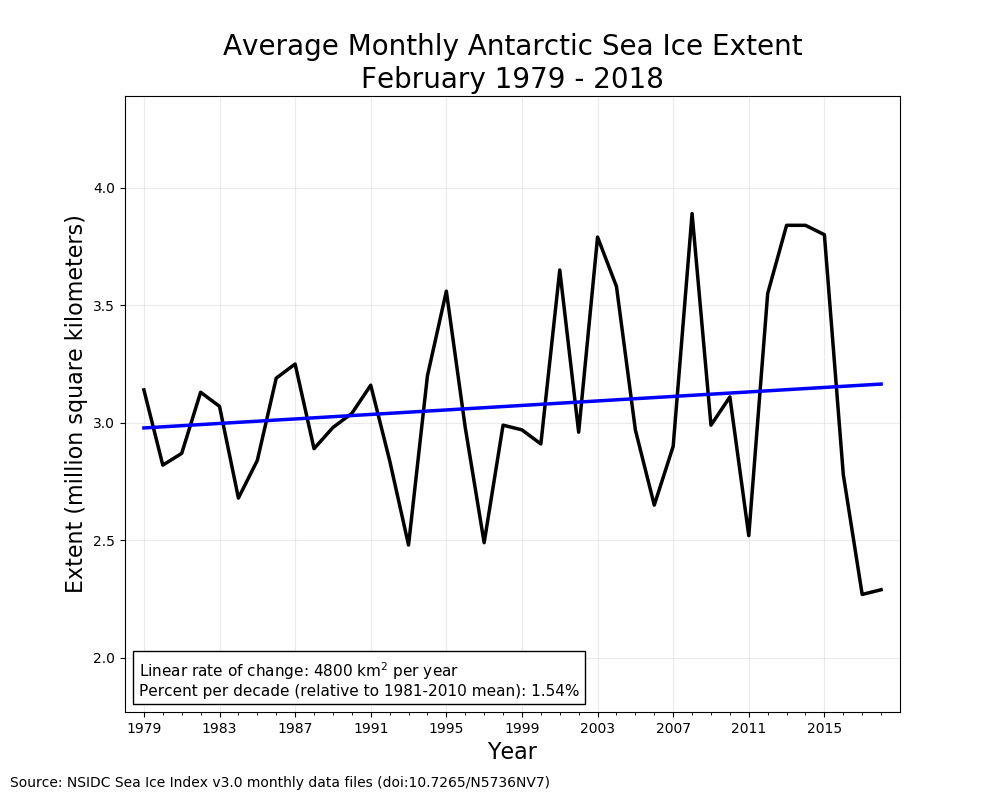 Average Monthly Antarctic Sea Ice Extent
February 1979 - 2018
Extent (million square kilometers)
4.0
3.5
3.0
2.5
2.0
Linear rate of change: 4800 km² per year
Percent per decade (relative to 1981-2010 mean): 1.54%
1979 1983 1987 1991 1995 1999 2003 2007 2011 2015
Year
Source: NSIDC Sea Ice Index v3.0 monthly data files (doi:10.7265/N5736NV7)